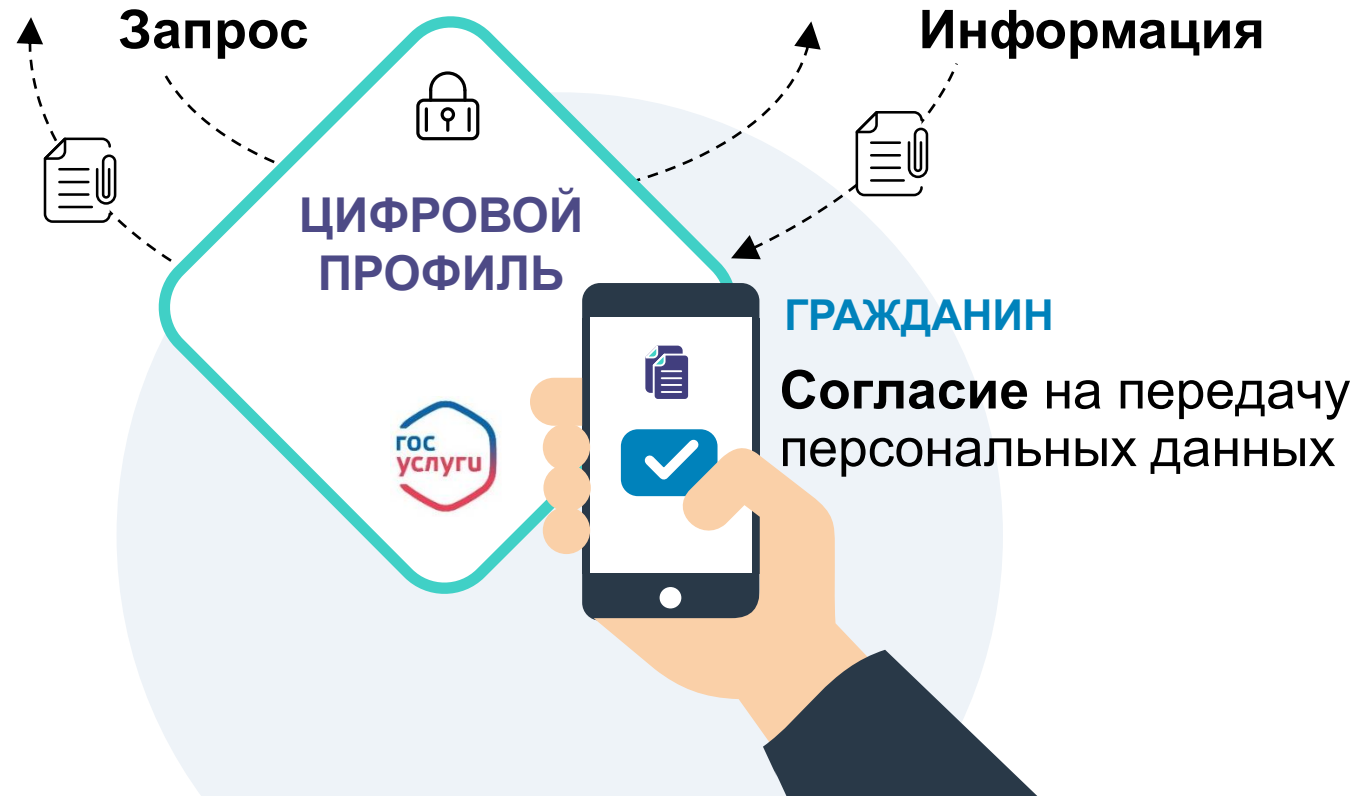 Запрос
Информация
ЦИФРОВОЙ
ПРОФИЛЬ
ГРАЖДАНИН
Согласие на передачу
персональных данных
гос
услуги